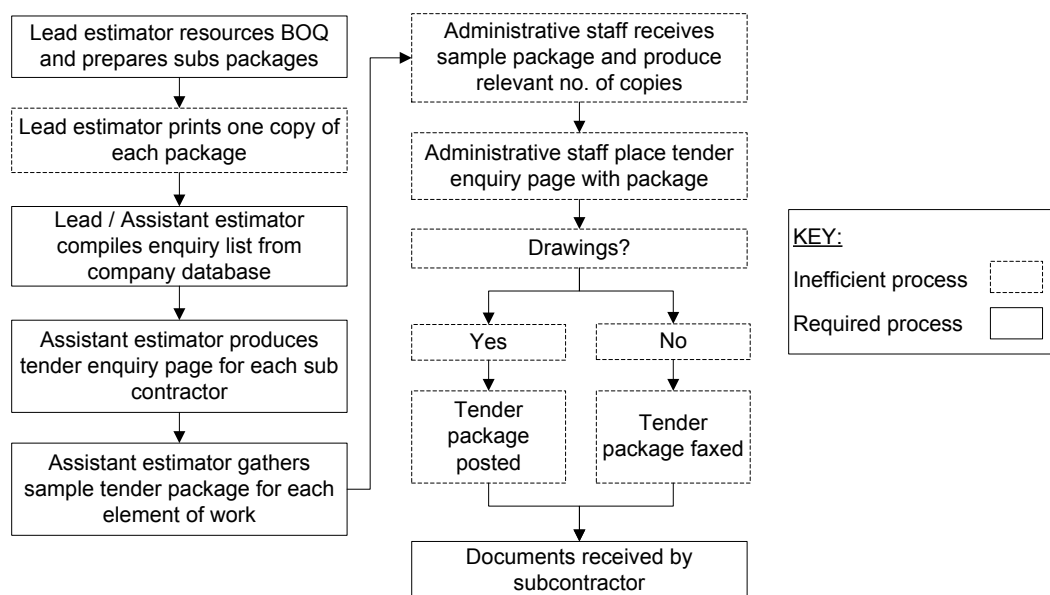 Lead estimator resources BOQ
and prepares subs packages
Lead estimator prints one copy of
each package
Lead / Assistant estimator
compiles enquiry list from
company database
Assistant estimator produces
tender enquiry page for each sub
contractor
Assistant estimator gathers
sample tender package for each
element of work
Administrative staff receives
sample package and produce
relevant no. of copies
Administrative staff place tender
enquiry page with package
Drawings?
Yes
No
Tender
package
posted
Tender
package faxed
Documents received by
subcontractor
KEY:
Inefficient process
Required process